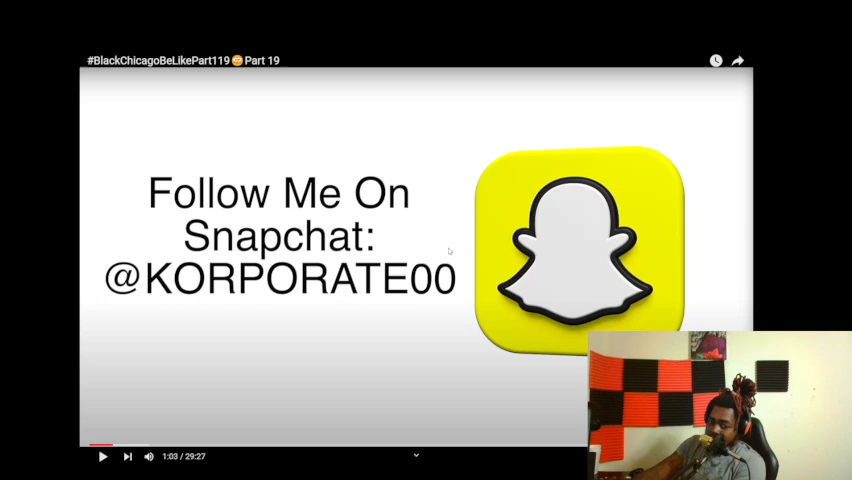 #BlackChicagoBeLikePart119😳Part 19
Follow Me On
Snapchat:
@KORPORATE00
1:03 / 29:27